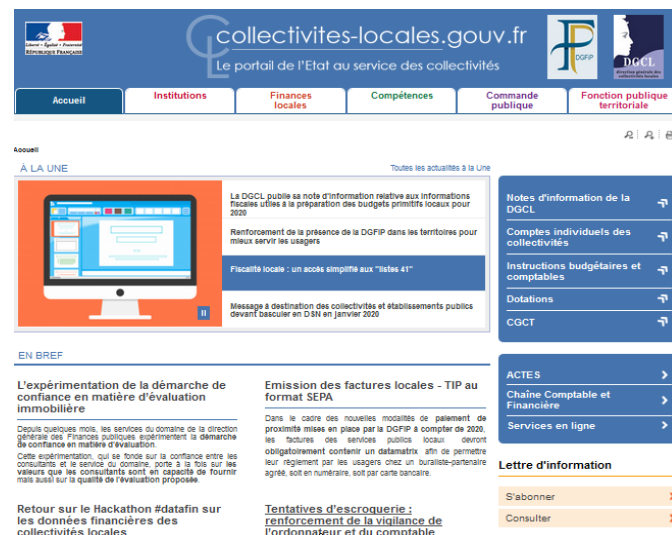 Liberté • Égalité • Fraternité
RÉPUBLIQUE FRANÇAISE
collectivites-locales.gouv.fr
Le portail de l'Etat au service des collectivités
DGFiP
DGCL
direction générale des
collectivités locales
Accueil
Institutions
Finances
locales
Compétences
Commande
publique
Fonction publique
territoriale
Accueil
À LA UNE
Toutes les actualités à la Une
La DGCL publie sa note d'information relative aux informations
fiscales utiles à la préparation des budgets primitifs locaux pour
2020
Renforcement de la présence de la DGFIP dans les territoires pour
mieux servir les usagers
Fiscalité locale : un accès simplifié aux "listes 41"
Message à destination des collectivités et établissements publics
devant basculer en DSN en janvier 2020
Notes d'information de la
DGCL
Comptes individuels des
collectivités
Instructions budgétaires et
comptables
Dotations
CGCT
EN BREF
L'expérimentation de la démarche de
confiance en matière d'évaluation
immobilière
Depuis quelques mois, les services du domaine de la direction
générale des Finances publiques expérimentent la démarche
de confiance en matière d'évaluation.
Cette expérimentation, qui se fonde sur la confiance entre les
consultants et le service du domaine, porte à la fois sur les
valeurs que les consultants sont en capacité de fournir
mais aussi sur la qualité de l'évaluation proposée.
Retour sur le Hackathon #datafin sur
les données financières des
collectivités locales
Emission des factures locales - TIP au
format SEPA
Dans le cadre des nouvelles modalités de paiement de
proximité mises en place par la DGFIP à compter de 2020,
les factures des services publics locaux devront
obligatoirement contenir un datamatrix afin de permettre
leur règlement par les usagers chez un buraliste-partenaire
agréé, soit en numéraire, soit par carte bancaire.
Tentatives d'escroquerie :
renforcement de la vigilance de
l'ordonnateur et du comptable
ACTES
Chaîne Comptable et
Financière
Services en ligne
Lettre d'information
S'abonner
Consulter